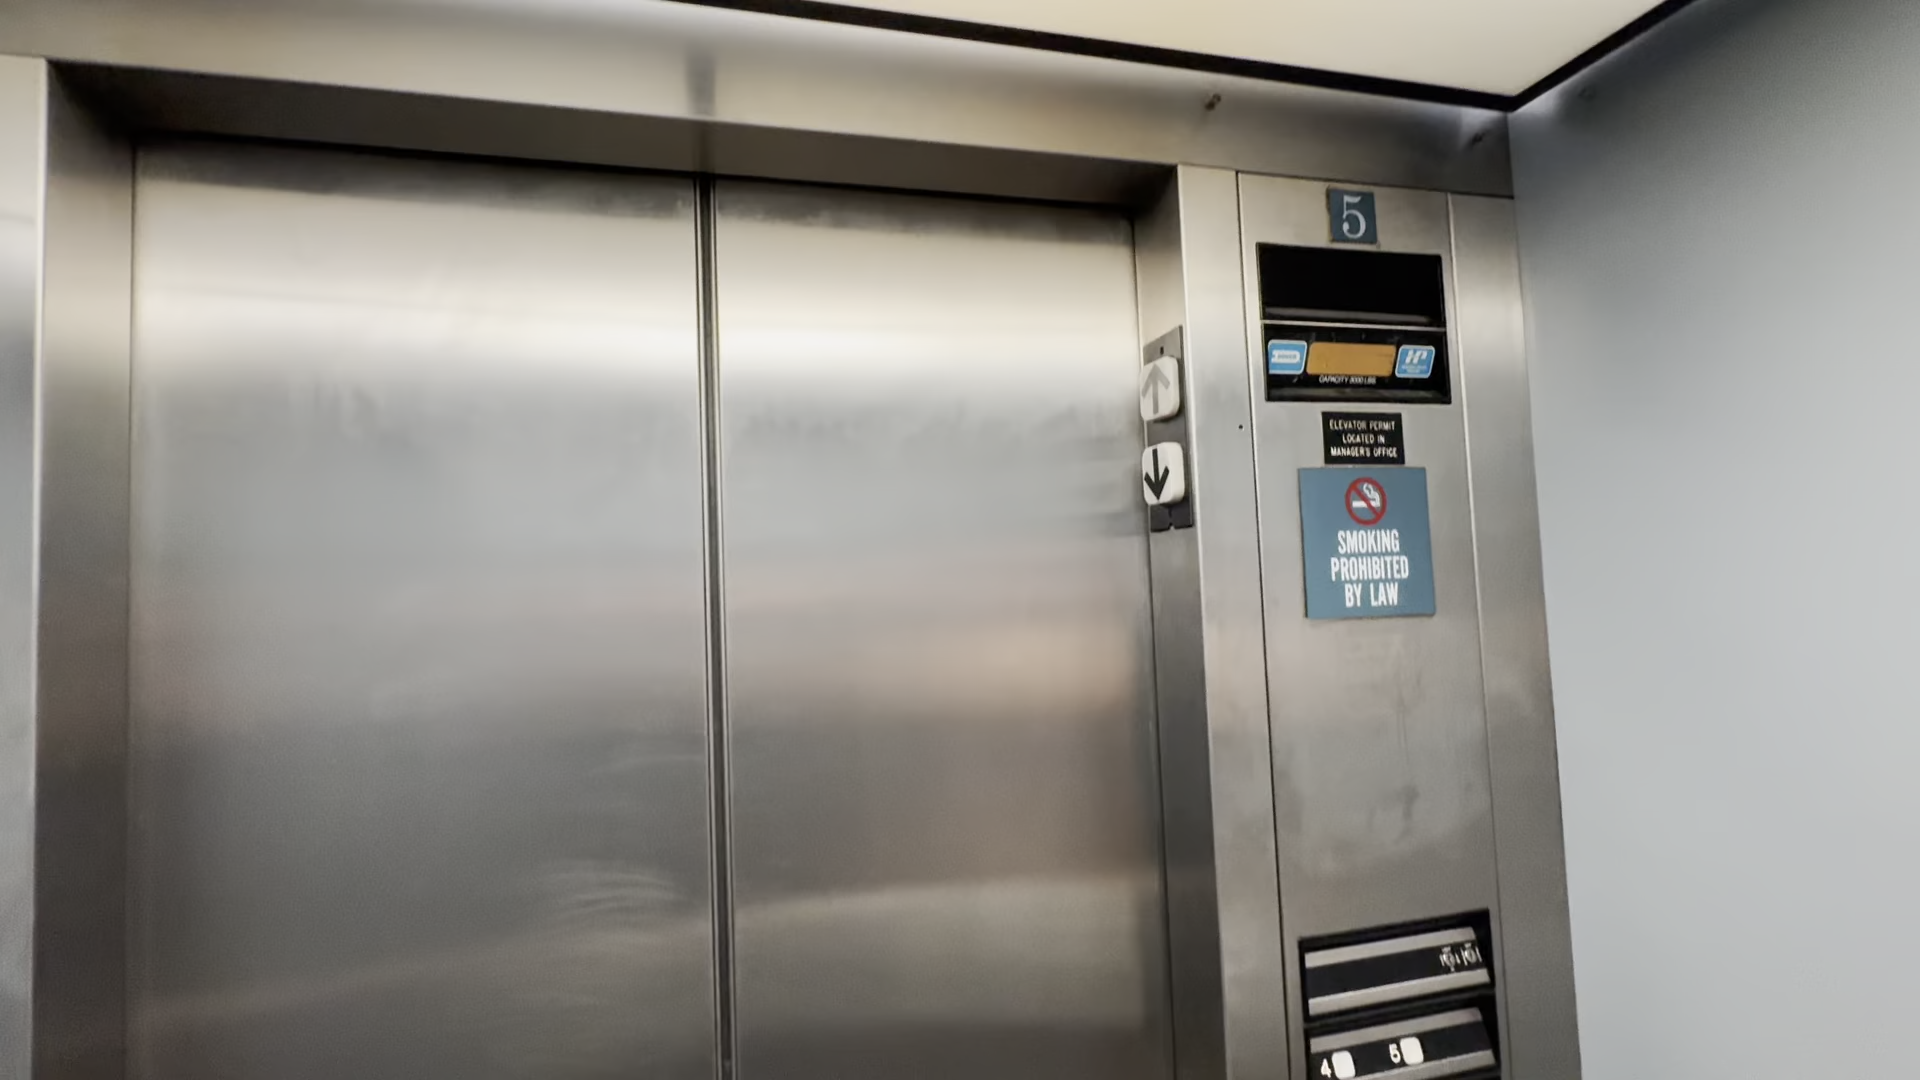 5
CAPACITY 3000 LBS.
ELEVATOR PERMIT
LOCATED IN
MANAGER'S OFFICE
SMOKING
PROHIBITED
BY LAW
4 5